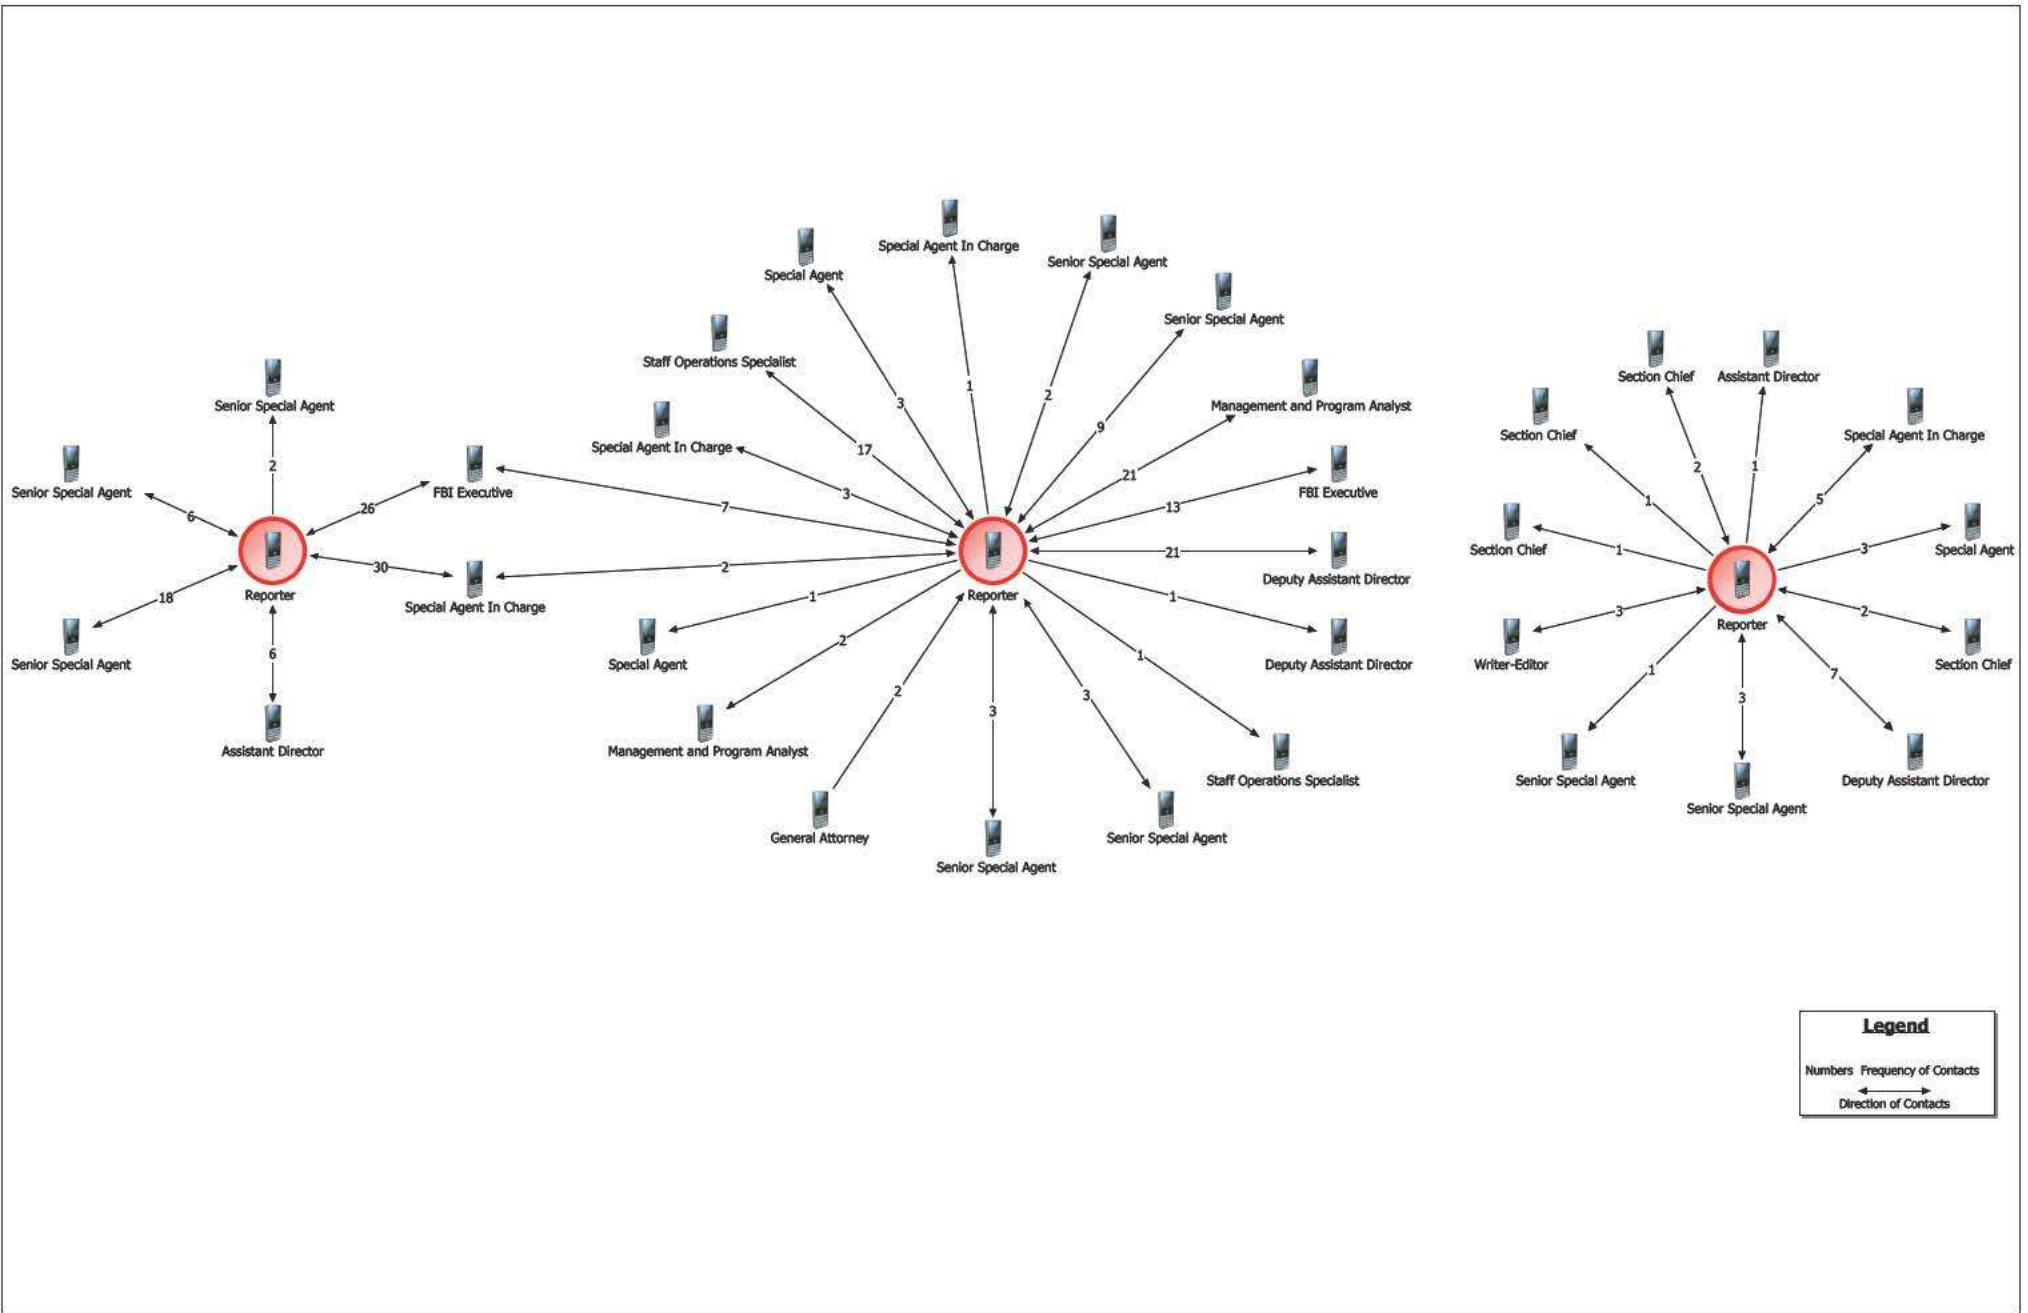 Senior Special Agent
2
Senior Special Agent
6
FBI Executive
26
7
Reporter
30
Special Agent In Charge
2
18
Senior Special Agent
6
Assistant Director
Special Agent In Charge
1
Special Agent
3
Senior Special Agent
2
Senior Special Agent
9
Staff Operations Specialist
17
Special Agent In Charge
3
Management and Program Analyst
21
FBI Executive
13
21
Deputy Assistant Director
Reporter
1
Deputy Assistant Director
1
Special Agent
2
Management and Program Analyst
2
General Attorney
3
Senior Special Agent
3
Senior Special Agent
1
Staff Operations Specialist
Section Chief
2
Assistant Director
1
Section Chief
1
Special Agent In Charge
5
Section Chief
1
3
Special Agent
Reporter
3
Writer-Editor
2
Section Chief
1
Senior Special Agent
3
Senior Special Agent
7
Deputy Assistant Director
Legend
Numbers Frequency of Contacts
Direction of Contacts